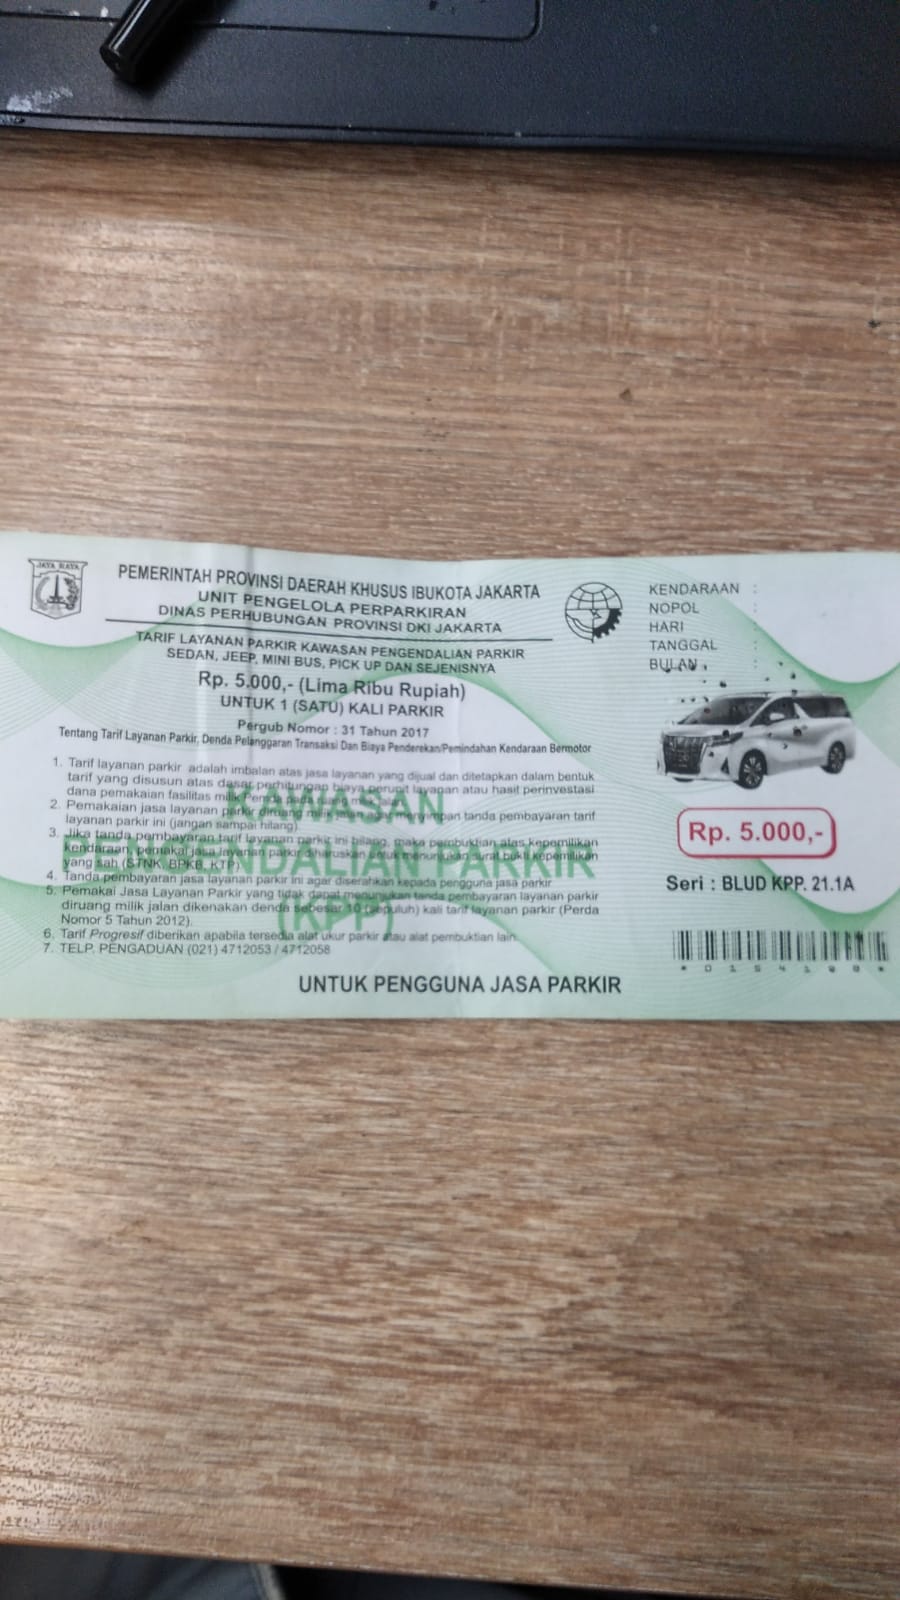 JAYA RAYA
PEMERINTAH PROVINSI DAERAH KHUSUS IBUKOTA JAKARTA
UNIT PENGELOLA PERPARKIRAN
DINAS PERHUBUNGAN PROVINSI DKI JAKARTA
TARIF LAYANAN PARKIR KAWASAN PENGENDALIAN PARKIR
SEDAN, JEEP, MINI BUS, PICK UP DAN SEJENISNYA
Rp. 5.000,- (Lima Ribu Rupiah)
UNTUK 1 (SATU) KALI PARKIR
Pergub Nomor : 31 Tahun 2017
Tentang Tarif Layanan Parkir, Denda Pelanggaran Transaksi Dan Biaya Penderekan/Pemindahan Kendaraan Bermotor
1. Tarif layanan parkir adalah imbalan atas jasa layanan yang dijual dan ditetapkan dalam bentuk
tarif yang disusun atas dasar perhitungan biaya perunit layanan atau hasil perinvestasi
dana pemakaian fasilitas milik Pemda pada ruang milik jalan
2. Pemakaian jasa layanan parkir diruang milik jalan agar menyimpan tanda pembayaran tarif
layanan parkir ini (jangan sampai hilang)
3. Jika tanda pembayaran tarif layanan parkir ini hilang, maka pembuktian atas kepemilikan
kendaraan, pemakai jasa layanan parkir diharuskan untuk menunjukan surat bukti kepemilikan
yang sah (STNK, BPKB, KTP)
4. Tanda pembayaran jasa layanan parkir ini agar diserahkan kepada pengguna jasa parkir
5. Pemakai Jasa Layanan Parkir yang tidak dapat menunjukan tanda pembayaran layanan parkir
diruang milik jalan dikenakan denda sebesar 10 (sepuluh) kali tarif layanan parkir (Perda
Nomor 5 Tahun 2012).
6. Tarif Progresif diberikan apabila tersedia alat ukur parkir atau alat pembuktian lain.
7. TELP. PENGADUAN (021) 4712053 / 4712058
KAWASAN
PENGENDALIAN PARKIR
(KPP)
UNTUK PENGGUNA JASA PARKIR
KENDARAAN :
NOPOL :
HARI :
TANGGAL :
BULAN :
Rp. 5.000,-
Seri : BLUD KPP. 21.1A